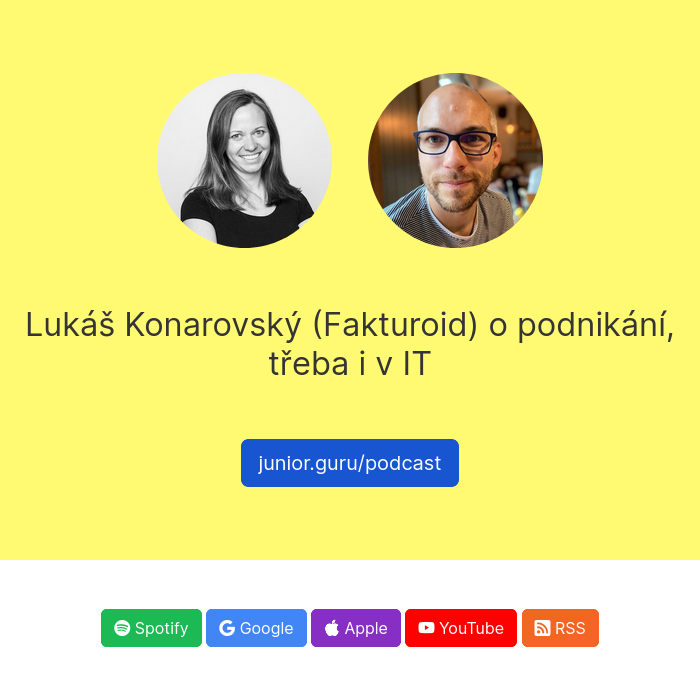 Lukáš Konarovský (Fakturoid) o podnikání,
třeba i v IT
junior.guru/podcast
Spotify Google Apple YouTube RSS